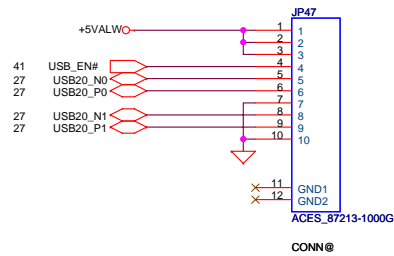 JP47
+5VALW 1 1
2 2
3 3
41 USB_EN# 4 4
27 USB20_N0 5 5
27 USB20_P0 6 6
7 7
27 USB20_N1 8 8
27 USB20_P1 9 9
10 10
11 GND1
12 GND2
ACES_87213-1000G
CONN@